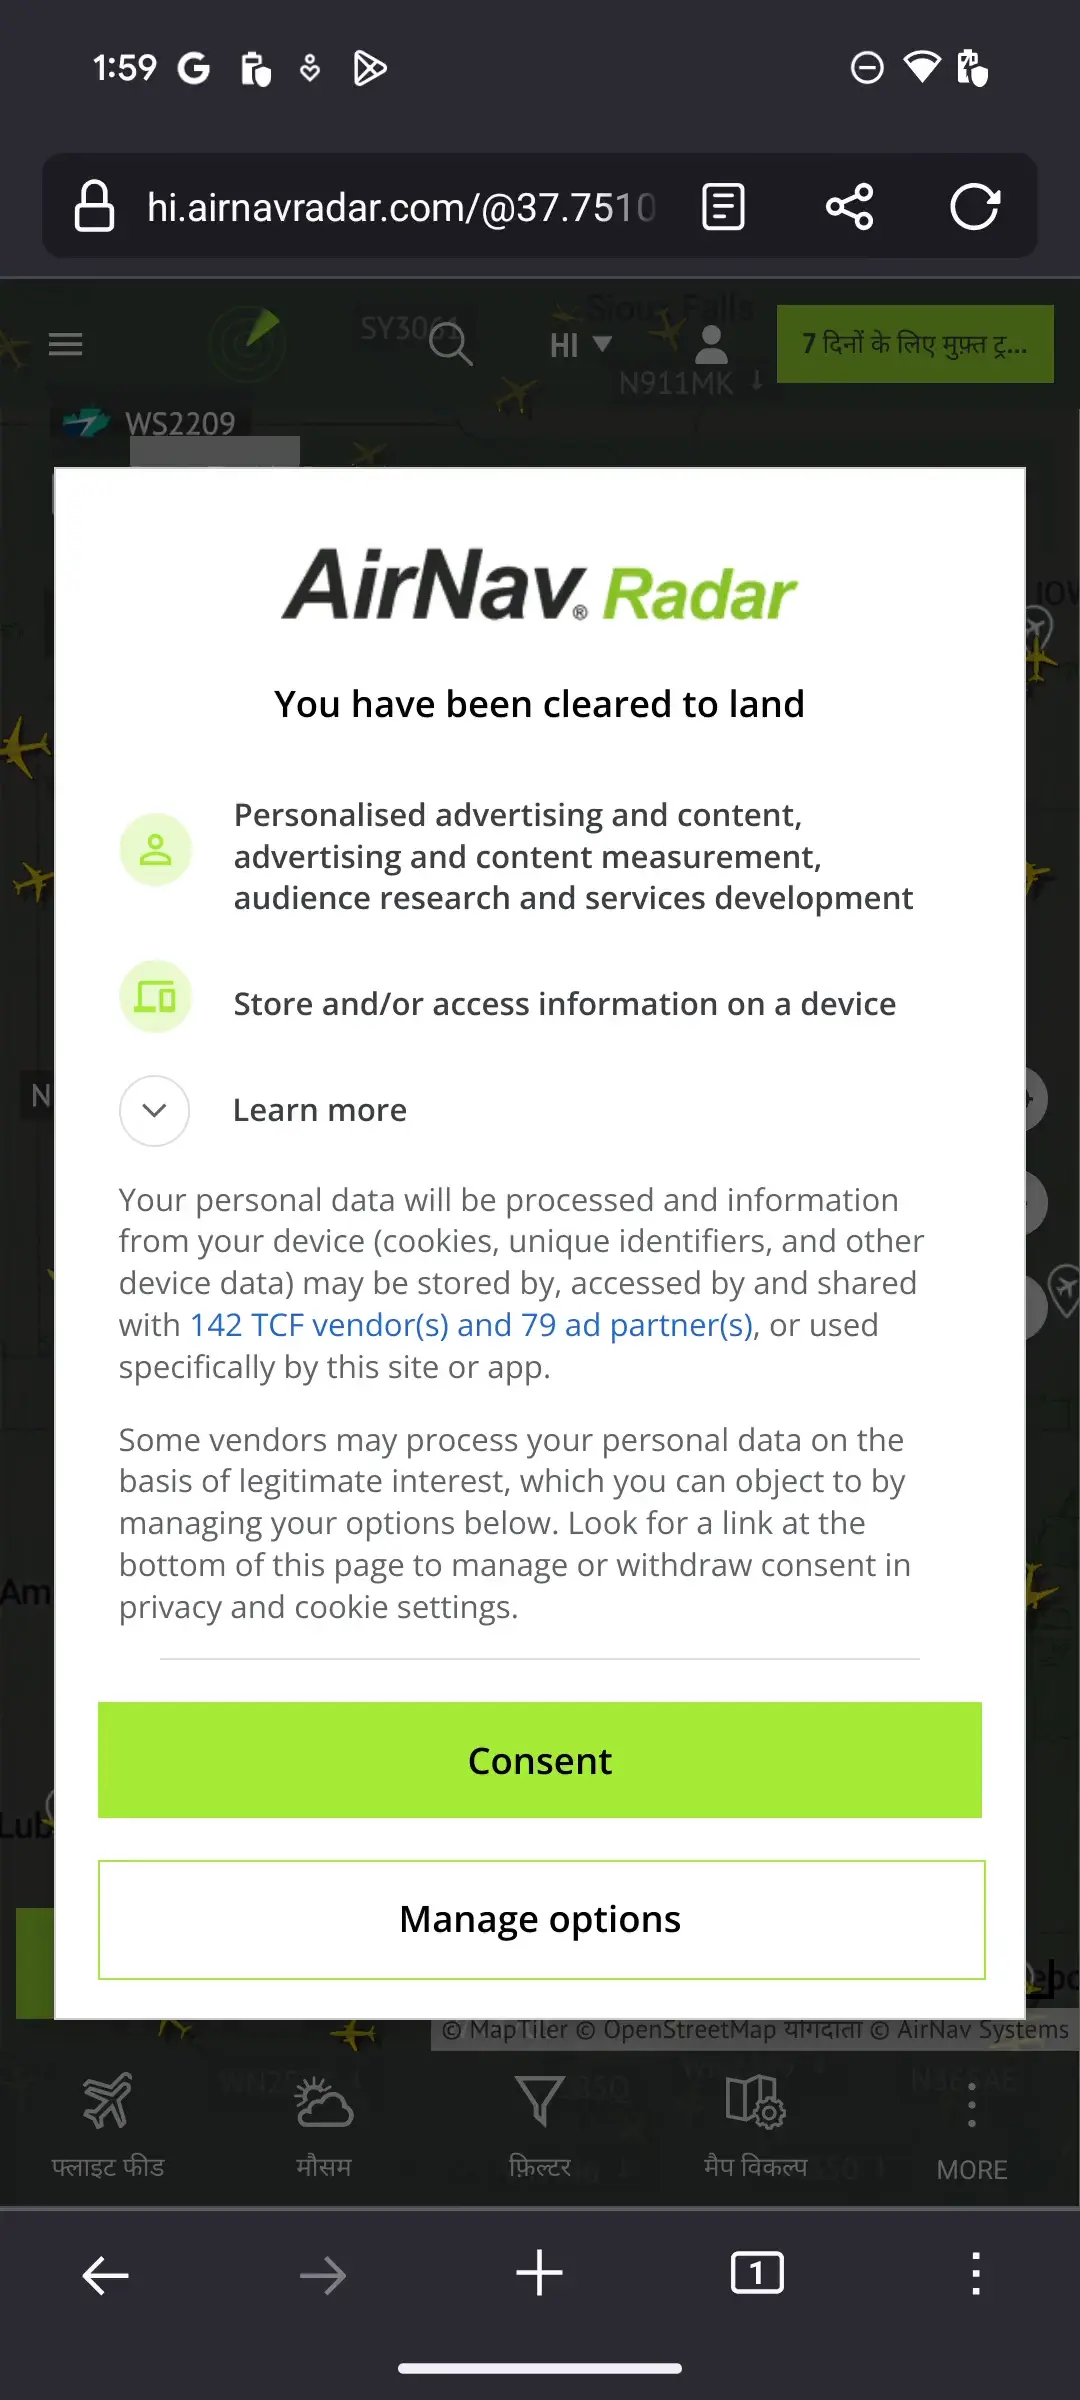 1:59
hi.airnavradar.com/@37.7510
SY3061
Sioux Falls
HI
7 दिनों के लिए मुफ़्त ट्र...
N911MK
WS2209
AirNav® Radar
You have been cleared to land
Personalised advertising and content,
advertising and content measurement,
audience research and services development
Store and/or access information on a device
Learn more
Your personal data will be processed and information
from your device (cookies, unique identifiers, and other
device data) may be stored by, accessed by and shared
with 142 TCF vendor(s) and 79 ad partner(s), or used
specifically by this site or app.
Some vendors may process your personal data on the
basis of legitimate interest, which you can object to by
managing your options below. Look for a link at the
bottom of this page to manage or withdraw consent in
privacy and cookie settings.
Consent
Manage options
© MapTiler © OpenStreetMap योगदाता © AirNav Systems
फ्लाइट फीड
मौसम
फ़िल्टर
मैप विकल्प
MORE
1